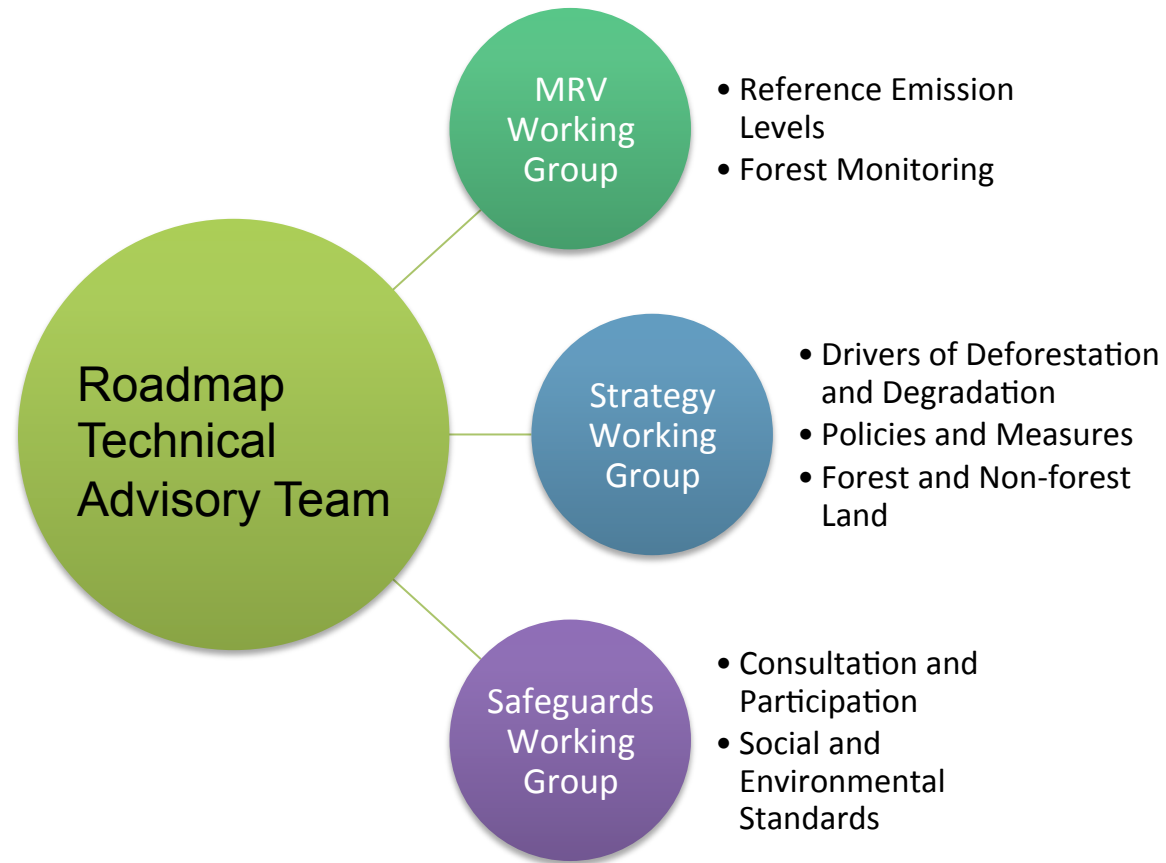 Roadmap
Technical
Advisory Team
MRV
Working
Group
• Reference Emission
Levels
• Forest Monitoring
Strategy
Working
Group
• Drivers of Deforestation
and Degradation
• Policies and Measures
• Forest and Non-forest
Land
Safeguards
Working
Group
• Consultation and
Participation
• Social and
Environmental
Standards